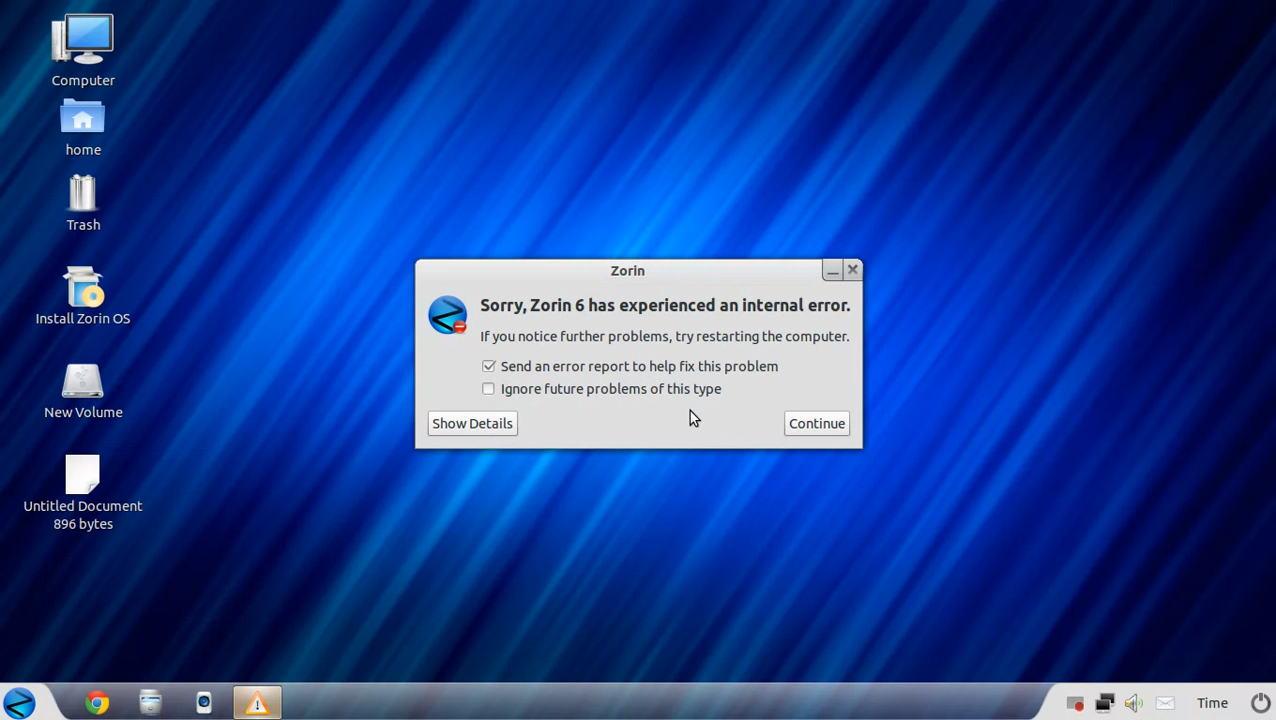 Computer
home
Trash
Install Zorin OS
New Volume
Untitled Document
896 bytes
Zorin
Sorry, Zorin 6 has experienced an internal error.
If you notice further problems, try restarting the computer.
Send an error report to help fix this problem
Ignore future problems of this type
Show Details
Continue
Time